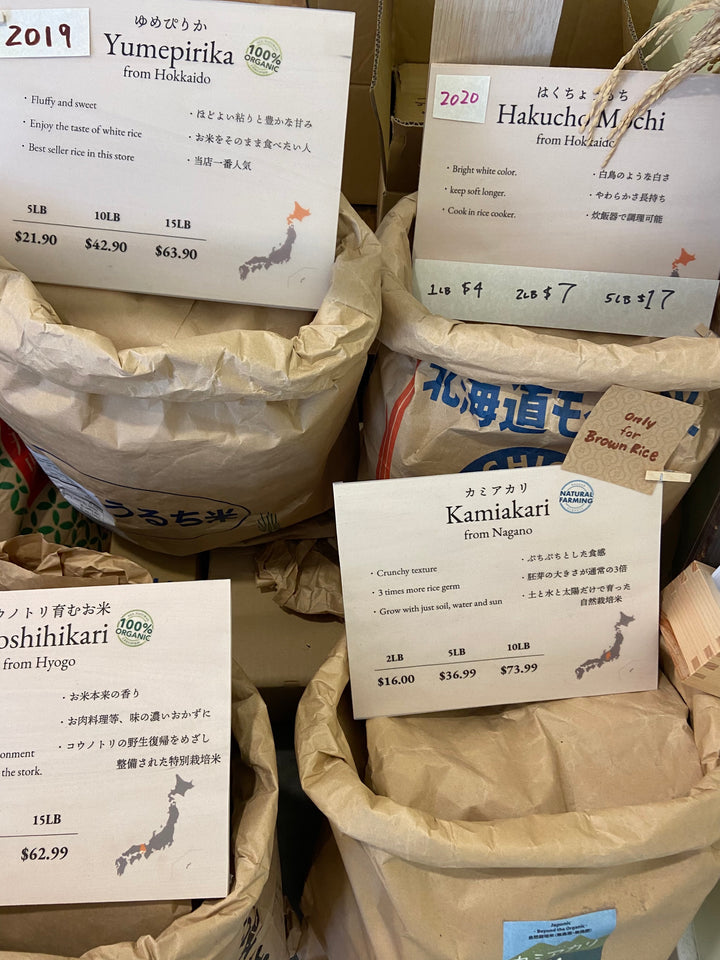 2019
ゆめぴりか
Yumepirika
from Hokkaido
100%
ORGANIC
・Fluffy and sweet
・Enjoy the taste of white rice
・Best seller rice in this store
・ほどよい粘りと豊かな甘み
・お米をそのまま食べたい人
・当店一番人気
5LB 10LB 15LB
$21.90 $42.90 $63.90
2020
はくちょ もち
Hakucho Mochi
from Hokkaido
・Bright white color.
・keep soft longer.
・Cook in rice cooker.
・白鳥のような白さ
・やわらかさ長持ち
・炊飯器で調理可能
1LB $4 2LB $7 5LB $17
北海道モ
うるち米
Only
for
Brown Rice
カミアカリ
Kamiakari
from Nagano
NATURAL
FARMING
・Crunchy texture
・3 times more rice germ
・Grow with just soil, water and sun
・ぷちぷちとした食感
・胚芽の大きさが通常の3倍
・土と水と太陽だけで育った
自然栽培米
2LB 5LB 10LB
$16.00 $36.99 $73.99
ウノトリ育むお米
oshihikari
from Hyogo
100%
ORGANIC
・お米本来の香り
・お肉料理等、味の濃いおかずに
・コウノトリの野生復帰をめざし
整備された特別栽培米
onment
the stork.
15LB
$62.99
Japonic
- Beyond the Organic -
カミアカリ